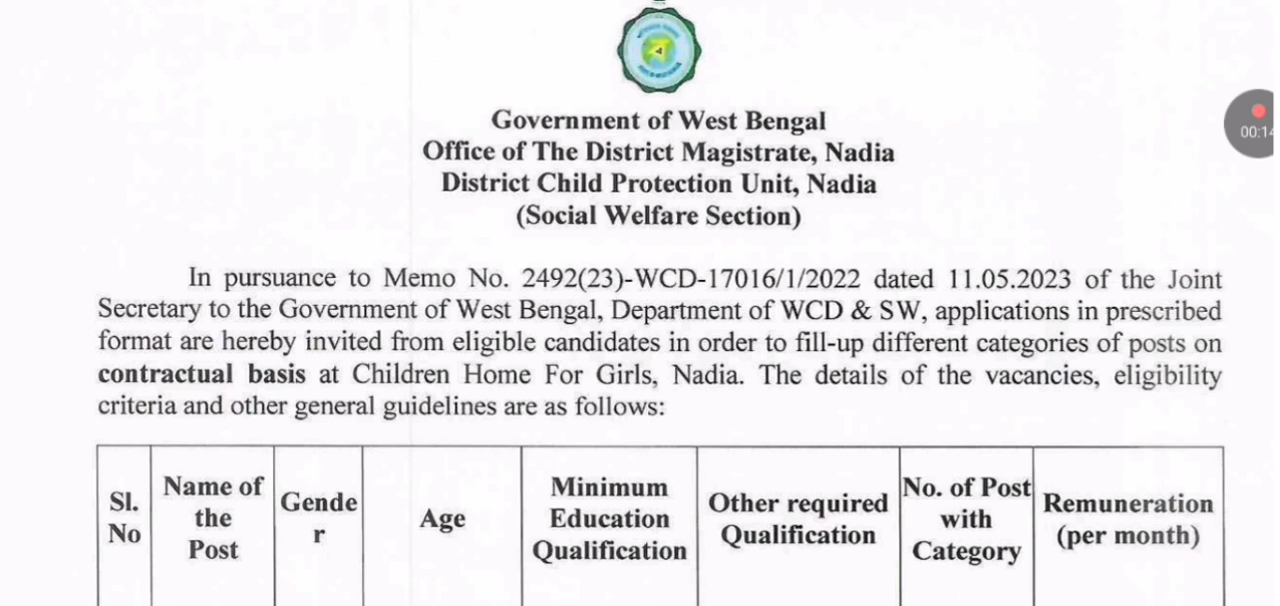 Government of West Bengal
Office of The District Magistrate, Nadia
District Child Protection Unit, Nadia
(Social Welfare Section)
00:14
In pursuance to Memo No. 2492(23)-WCD-17016/1/2022 dated 11.05.2023 of the Joint
Secretary to the Government of West Bengal, Department of WCD & SW, applications in prescribed
format are hereby invited from eligible candidates in order to fill-up different categories of posts on
contractual basis at Children Home For Girls, Nadia. The details of the vacancies, eligibility
criteria and other general guidelines are as follows:
Sl.
No
Name of
the
Post
Gende
r
Age
Minimum
Education
Qualification
Other required
Qualification
No. of Post
with
Category
Remuneration
(per month)